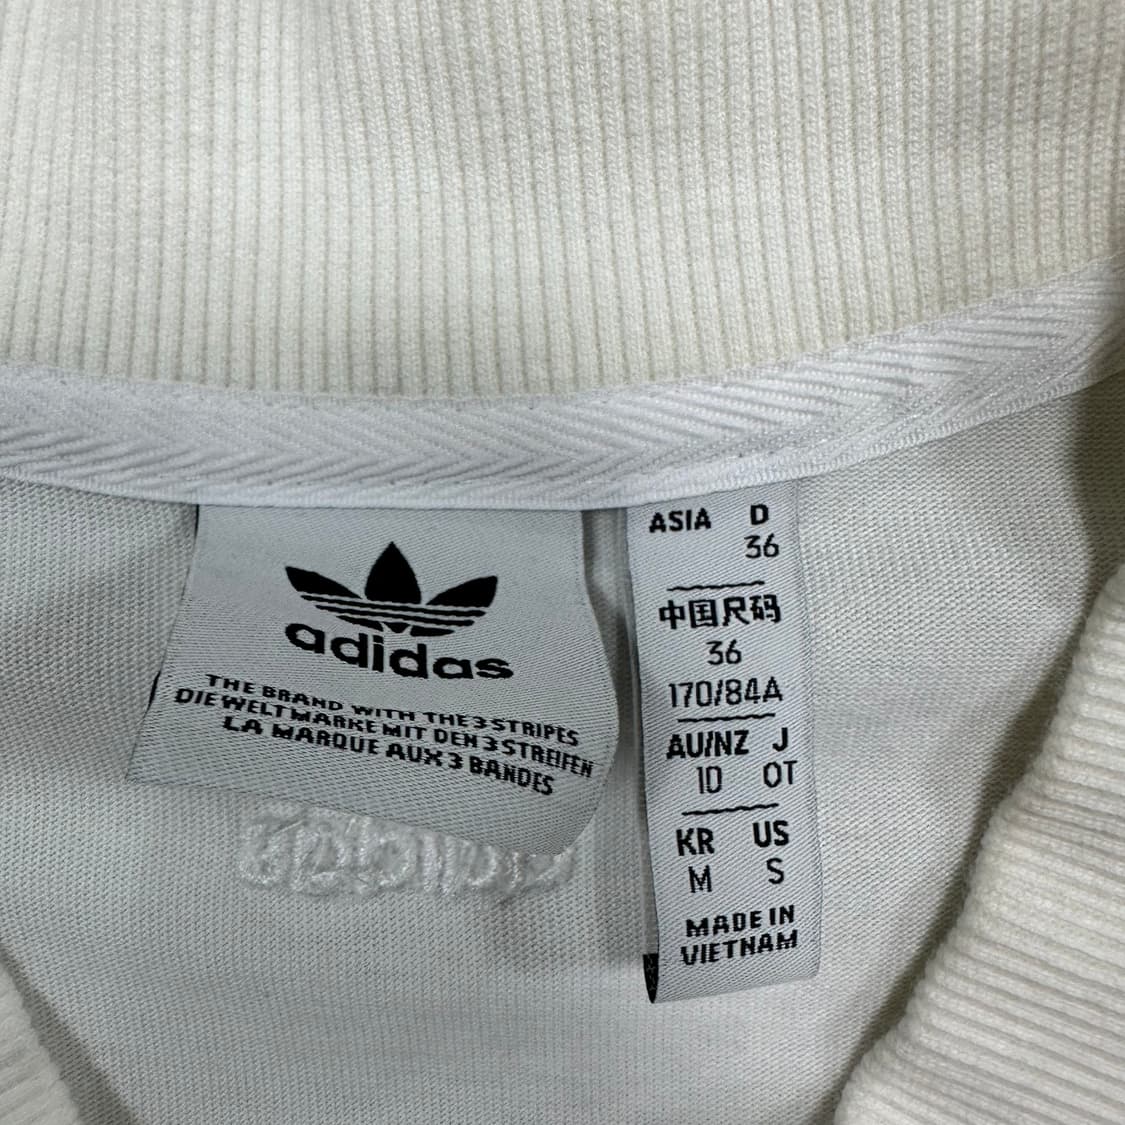 adidas
THE BRAND WITH THE 3 STRIPES
DIE WELTMARKE MIT DEN 3 STREIFEN
LA MARQUE AUX 3 BANDES
ASIA D
36
中国尺码
36
170/84A
AU/NZ J
10 OT
KR US
M S
MADE IN
VIETNAM